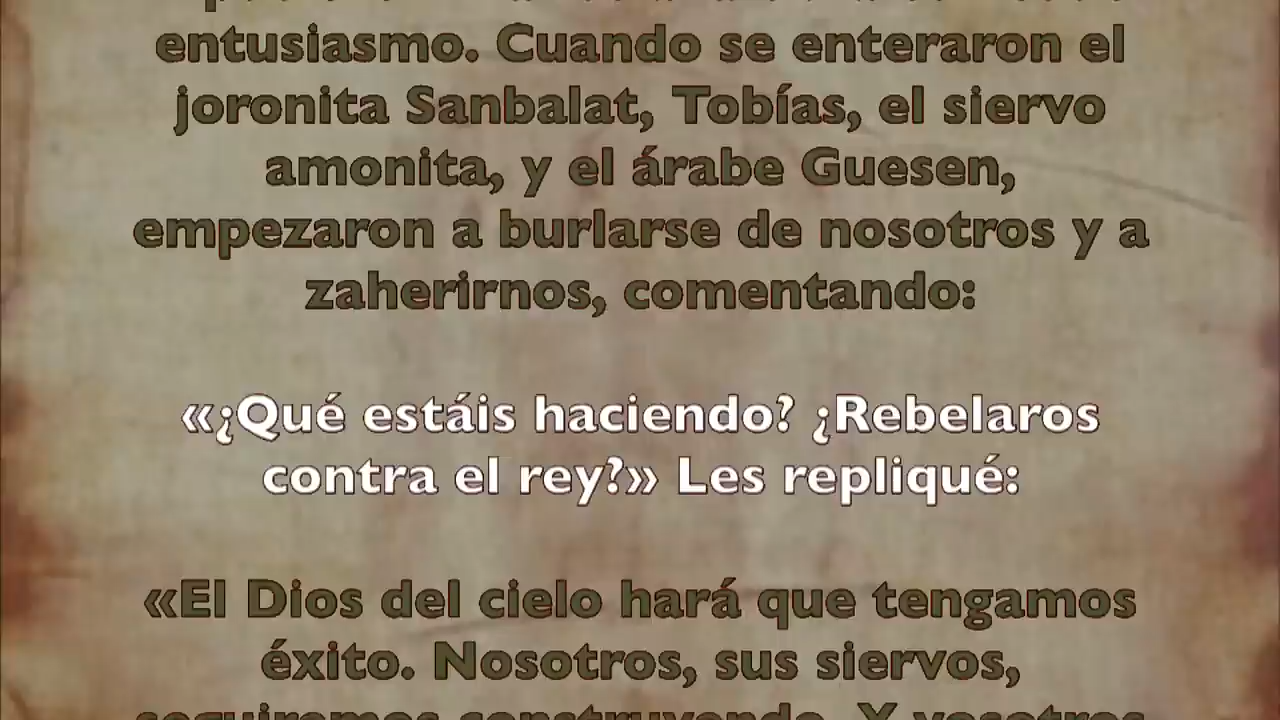 entusiasmo. Cuando se enteraron el
joronita Sanbalat, Tobías, el siervo
amonita, y el árabe Guesen,
empezaron a burlarse de nosotros y a
zaherirnos, comentando:
«¿Qué estáis haciendo? ¿Rebelaros
contra el rey?» Les repliqué:
«El Dios del cielo hará que tengamos
éxito. Nosotros, sus siervos,
construyendo. Y vosotros